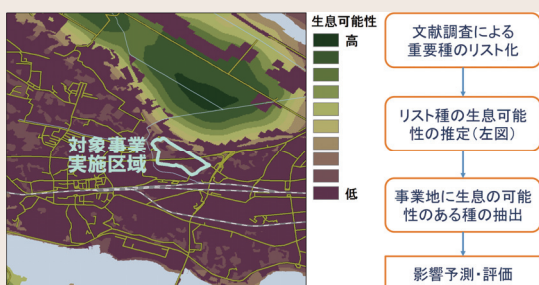 生息可能性
高
低
対象事業
実施区域
文献調査による
重要種のリスト化
リスト種の生息可能
性の推定（左図）
事業地に生息の可能
性のある種の抽出
影響予測・評価